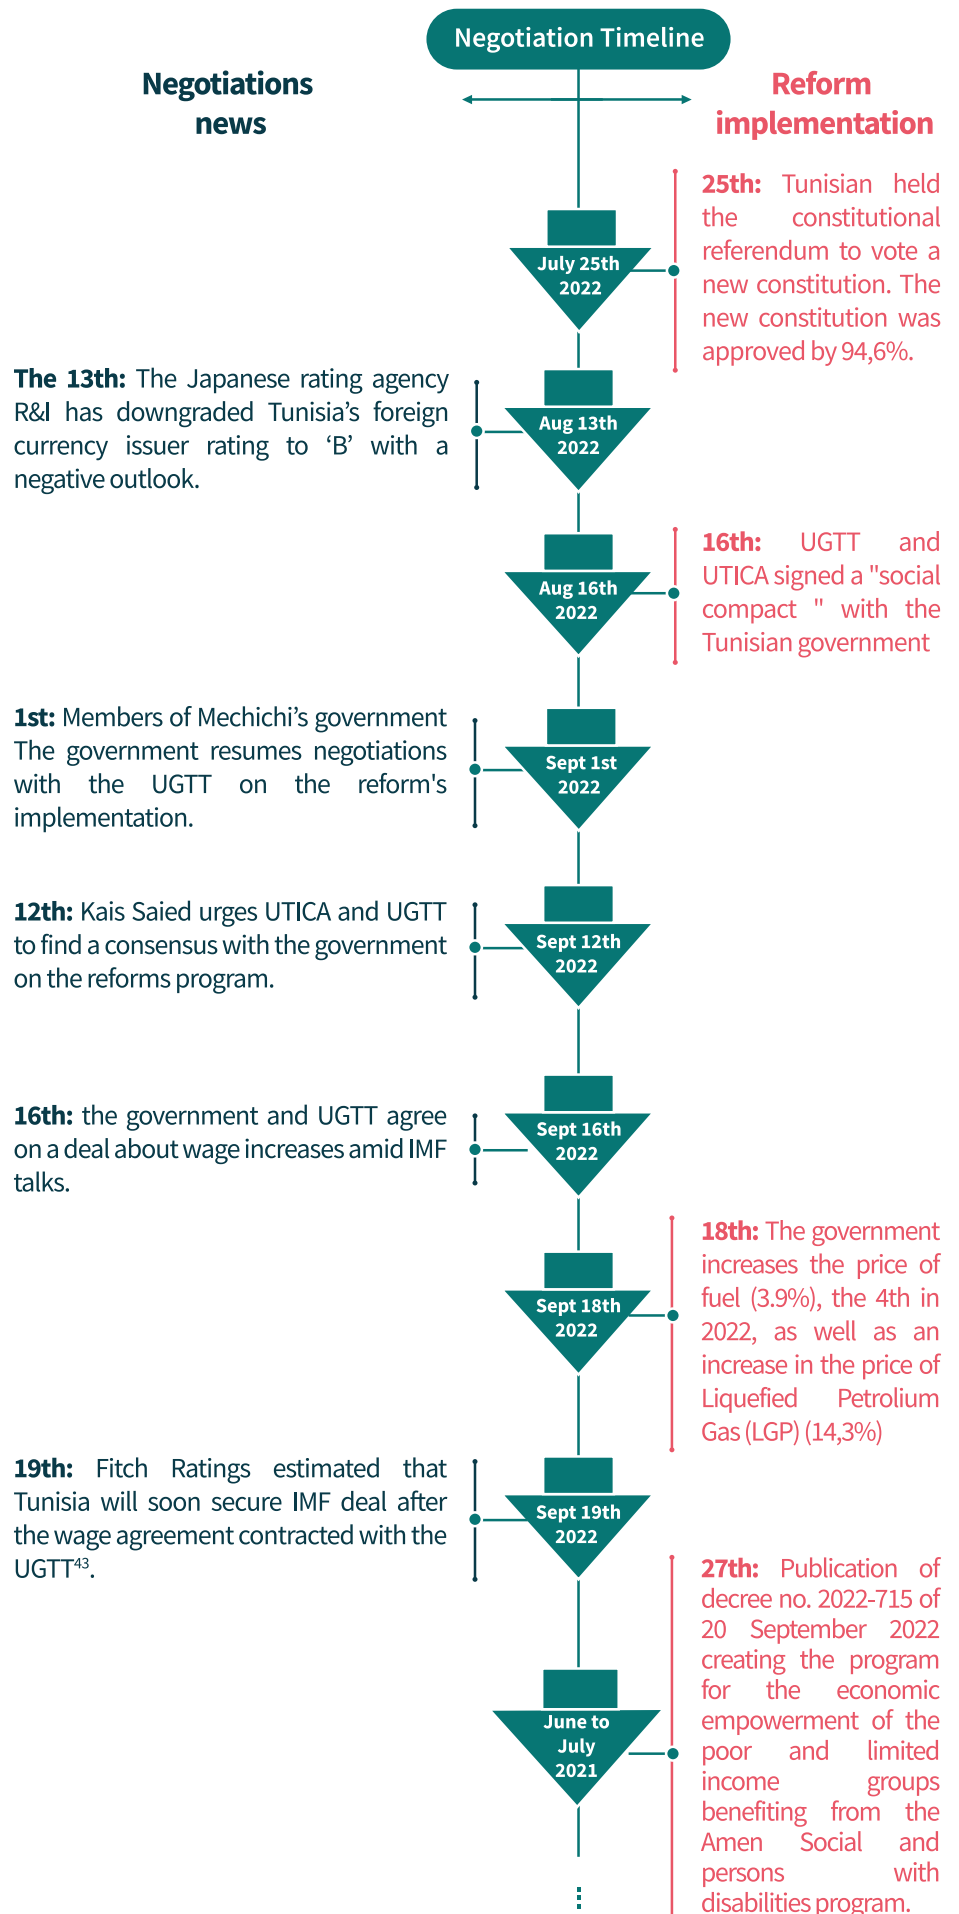 Negotiation Timeline
Negotiations
news
Reform
implementation
July 25th
2022
25th: Tunisian held
the constitutional
referendum to vote a
new constitution. The
new constitution was
approved by 94,6%.
The 13th: The Japanese rating agency
R&I has downgraded Tunisia’s foreign
currency issuer rating to ‘B’ with a
negative outlook.
Aug 13th
2022
Aug 16th
2022
16th: UGTT and
UTICA signed a "social
compact " with the
Tunisian government
1st: Members of Mechichi’s government
The government resumes negotiations
with the UGTT on the reform's
implementation.
Sept 1st
2022
12th: Kais Saied urges UTICA and UGTT
to find a consensus with the government
on the reforms program.
Sept 12th
2022
16th: the government and UGTT agree
on a deal about wage increases amid IMF
talks.
Sept 16th
2022
Sept 18th
2022
18th: The government
increases the price of
fuel (3.9%), the 4th in
2022, as well as an
increase in the price of
Liquefied Petrolium
Gas (LGP) (14,3%)
19th: Fitch Ratings estimated that
Tunisia will soon secure IMF deal after
the wage agreement contracted with the
UGTT43.
Sept 19th
2022
June to
July
2021
27th: Publication of
decree no. 2022-715 of
20 September 2022
creating the program
for the economic
empowerment of the
poor and limited
income groups
benefiting from the
Amen Social and
persons with
disabilities program.